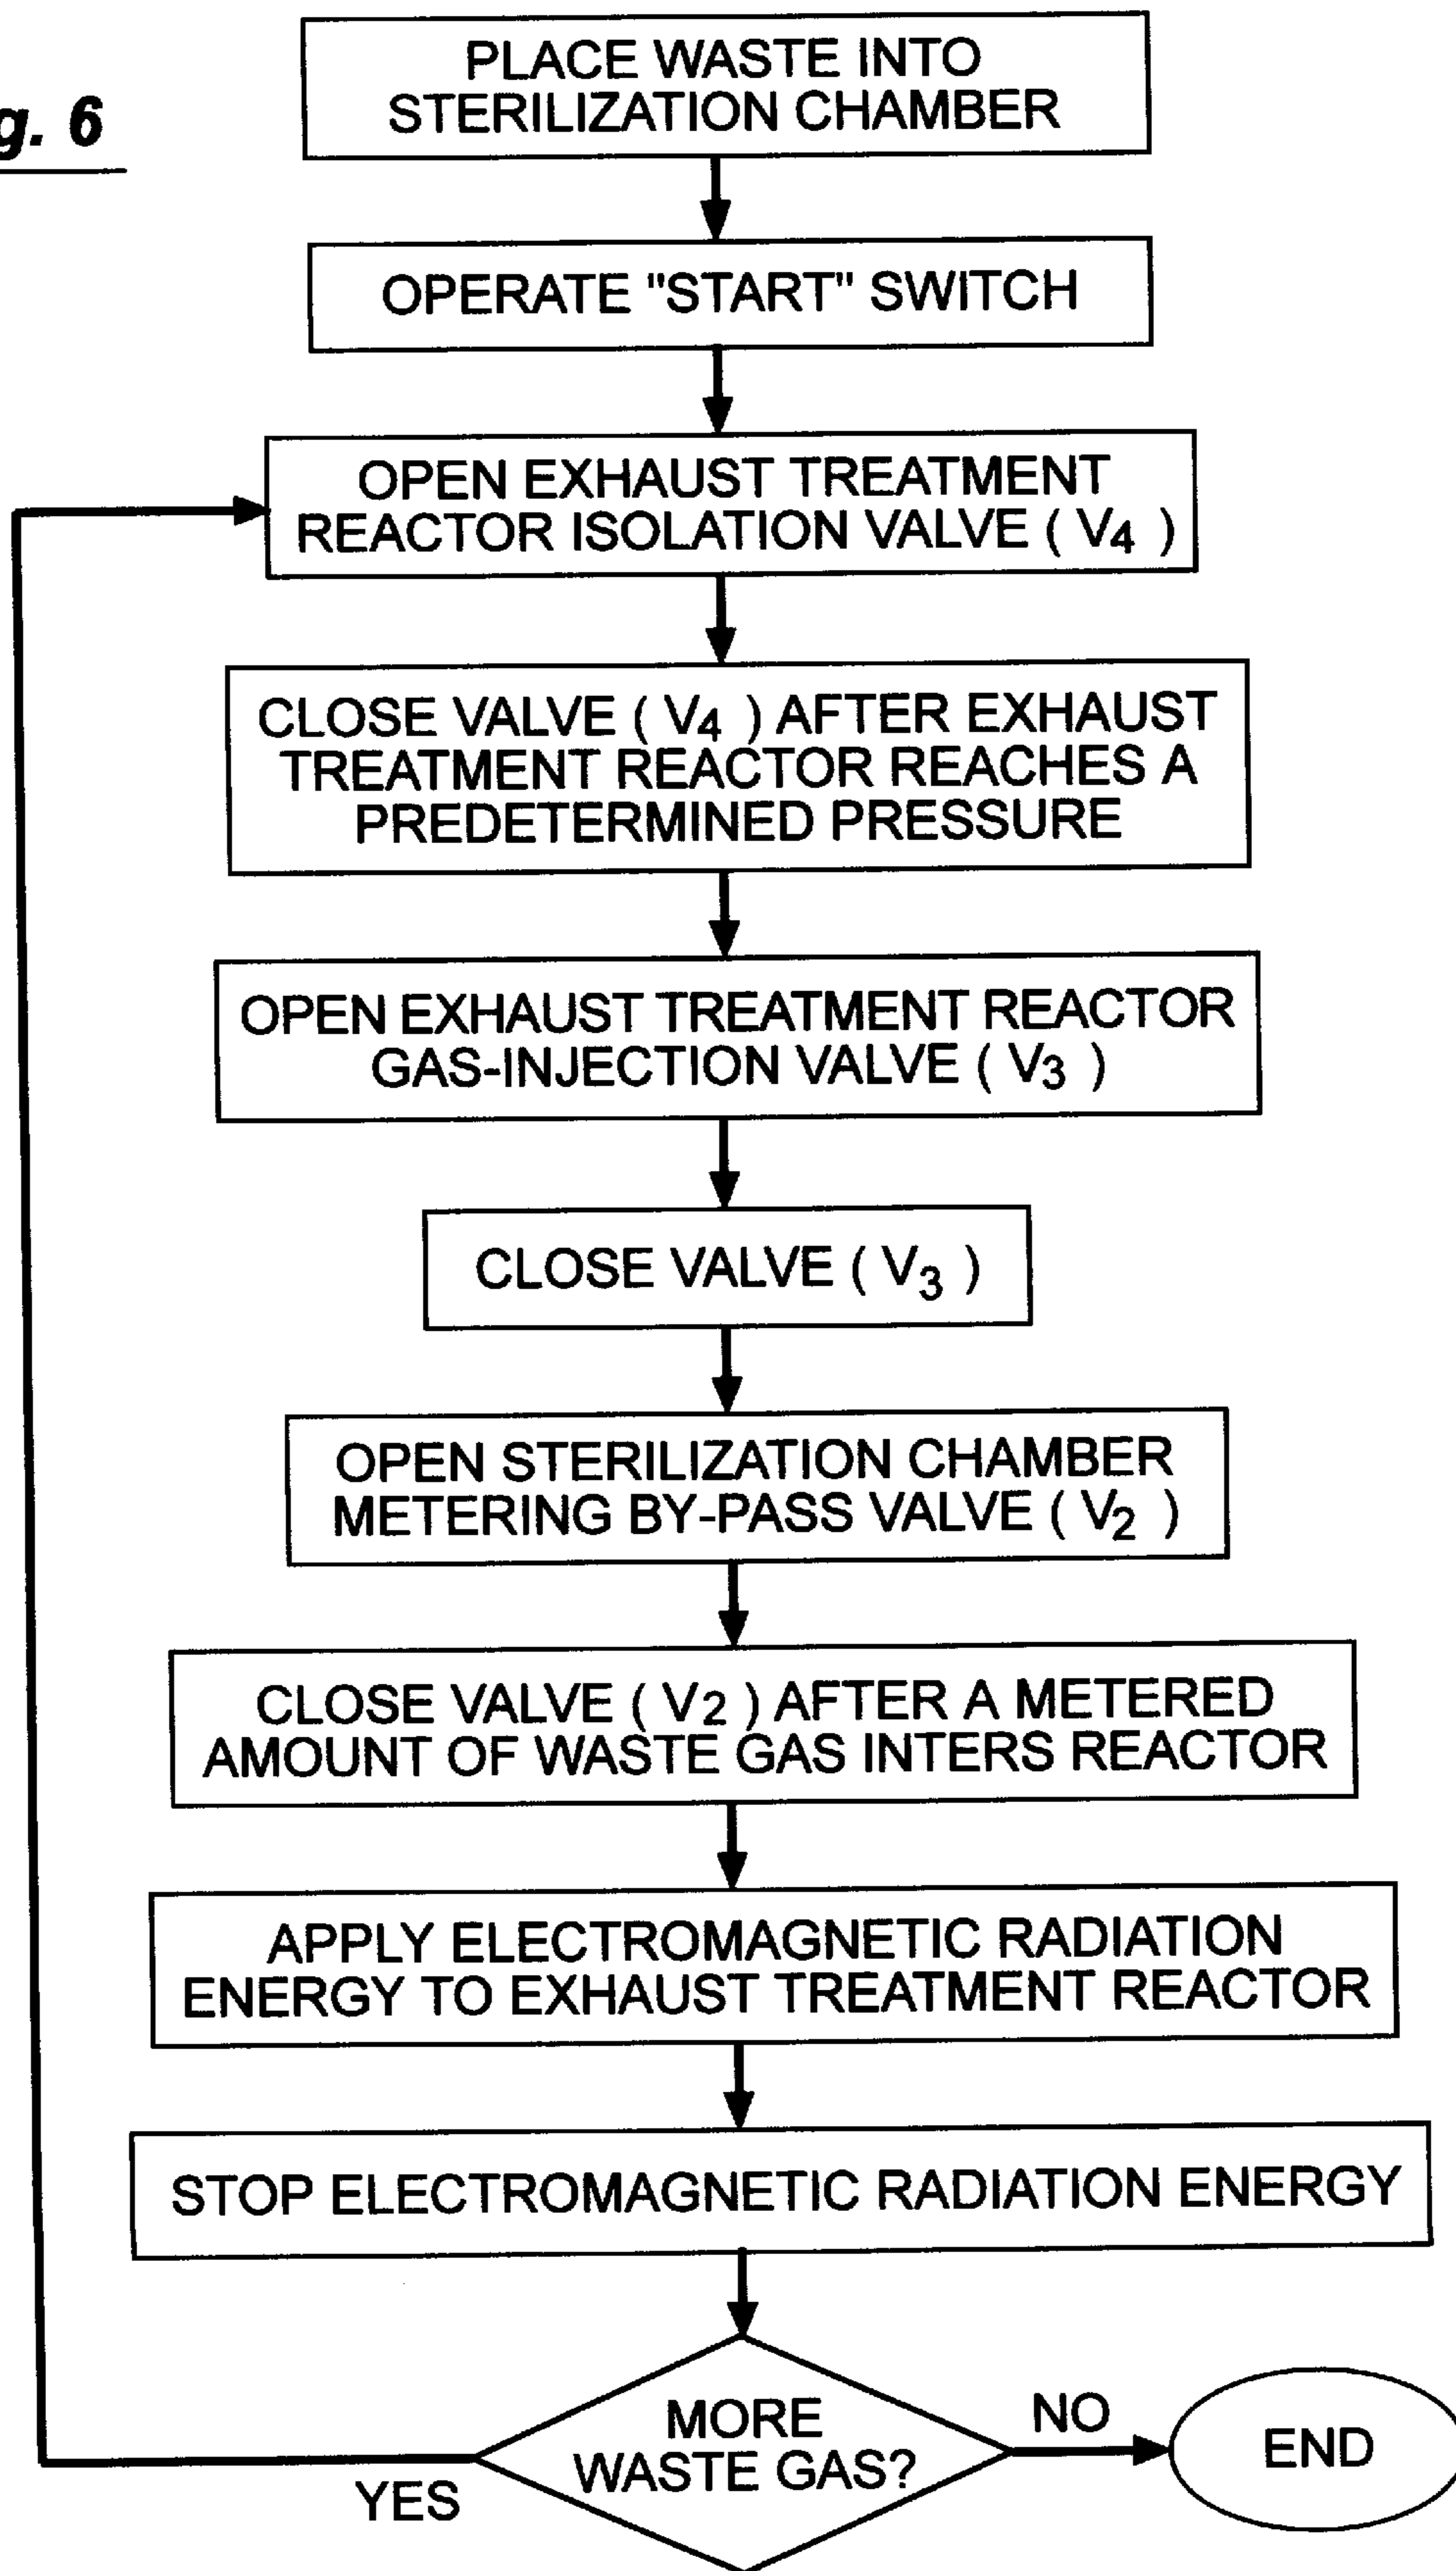 g. 6
PLACE WASTE INTO
STERILIZATION CHAMBER
OPERATE "START" SWITCH
OPEN EXHAUST TREATMENT
REACTOR ISOLATION VALVE ( V4 )
CLOSE VALVE ( V4 ) AFTER EXHAUST
TREATMENT REACTOR REACHES A
PREDETERMINED PRESSURE
OPEN EXHAUST TREATMENT REACTOR
GAS-INJECTION VALVE ( V3 )
CLOSE VALVE ( V3 )
OPEN STERILIZATION CHAMBER
METERING BY-PASS VALVE ( V2 )
CLOSE VALVE ( V2 ) AFTER A METERED
AMOUNT OF WASTE GAS INTERS REACTOR
APPLY ELECTROMAGNETIC RADIATION
ENERGY TO EXHAUST TREATMENT REACTOR
STOP ELECTROMAGNETIC RADIATION ENERGY
MORE
WASTE GAS?
NO
END
YES